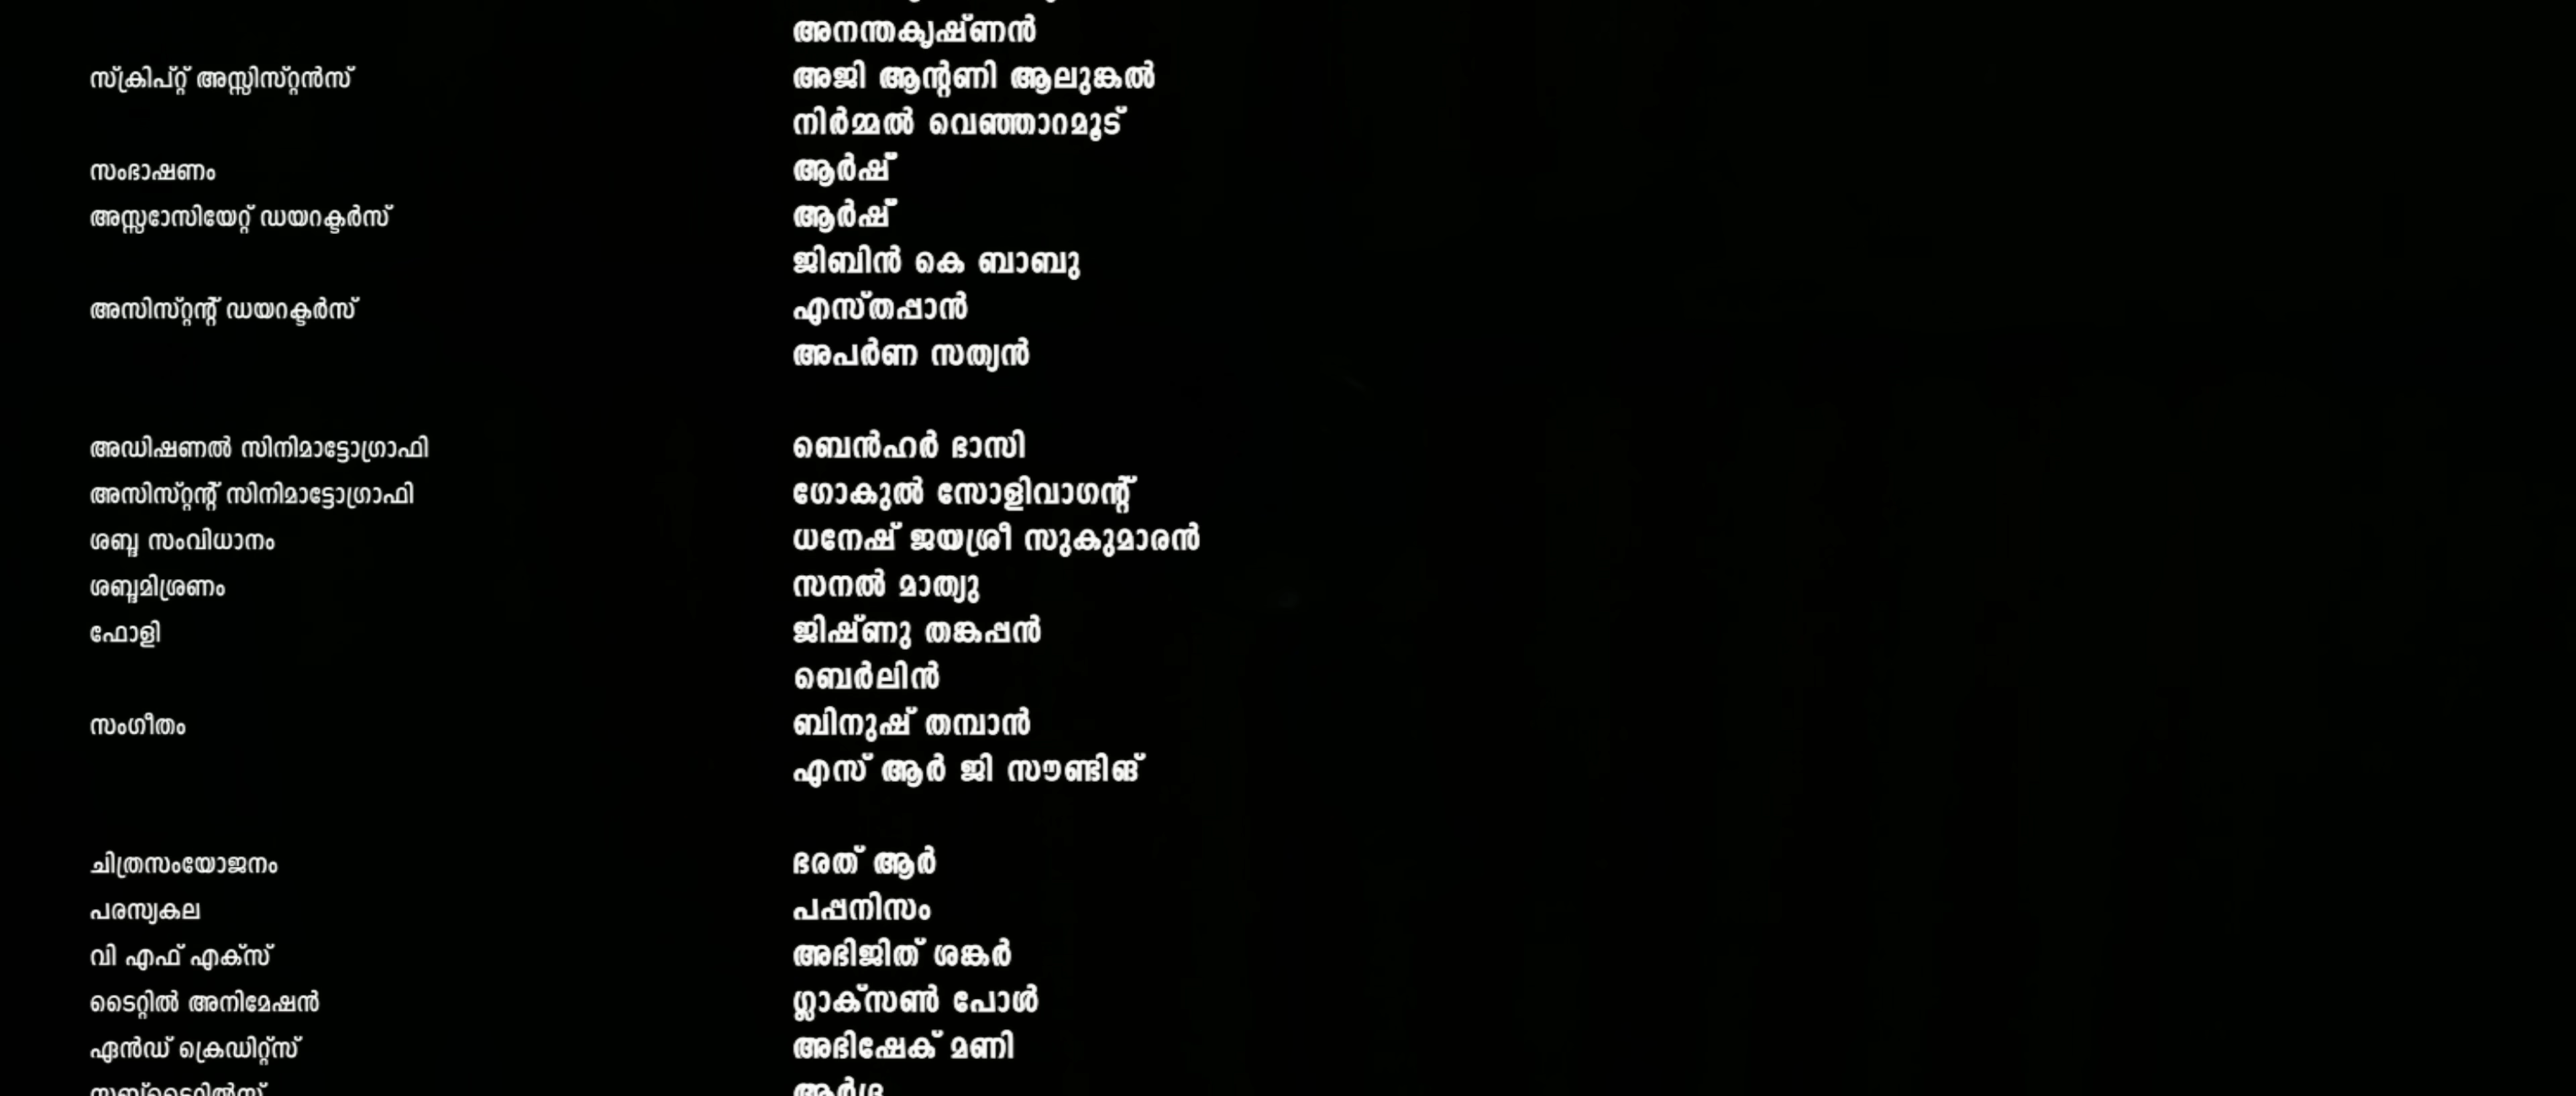 അനന്തകൃഷ്ണൻ
സ്ക്രിപ്റ്റ് അസ്സിസ്റ്റൻസ് അജി ആന്റണി ആലുങ്കൽ
നിർമ്മൽ വെഞ്ഞാറമൂട്
സംഭാഷണം ആർഷ്
അസ്സോസിയേറ്റ് ഡയറക്ടർസ് ആർഷ്
ജിബിൻ കെ ബാബു
അസിസ്റ്റന്റ് ഡയറക്ടർസ് എസ്തപ്പാൻ
അപർണ സത്യൻ
അഡിഷണൽ സിനിമാട്ടോഗ്രാഫി ബെൻഹർ ഭാസി
അസിസ്റ്റന്റ് സിനിമാട്ടോഗ്രാഫി ഗോകുൽ സോളിവാഗന്റ്
ശബ്ദ സംവിധാനം ധനേഷ് ജയശ്രീ സുകുമാരൻ
ശബ്ദമിശ്രണം സനൽ മാത്യു
ഫോളി ജിഷ്ണു തങ്കപ്പൻ
ബെർലിൻ
സംഗീതം ബിനുഷ് തമ്പാൻ
എസ് ആർ ജി സൗണ്ടിങ്
ചിത്രസംയോജനം ഭരത് ആർ
പരസ്യകല പപ്പനിസം
വി എഫ് എക്സ് അഭിജിത് ശങ്കർ
ടൈറ്റിൽ അനിമേഷൻ ഗ്ലാക്സൺ പോൾ
ഏൻഡ് ക്രെഡിറ്റ്സ് അഭിഷേക് മണി